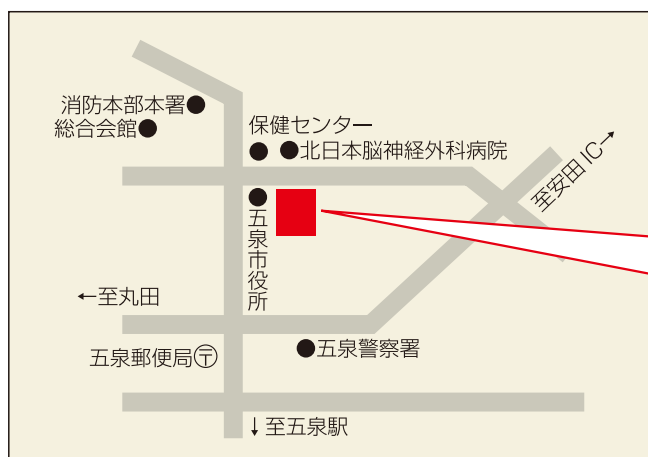 消防本部本署
総合会館
保健センター
北日本脳神経外科病院
至安田IC→
五泉市役所
←至丸田
五泉郵便局〒
五泉警察署
↓至五泉駅